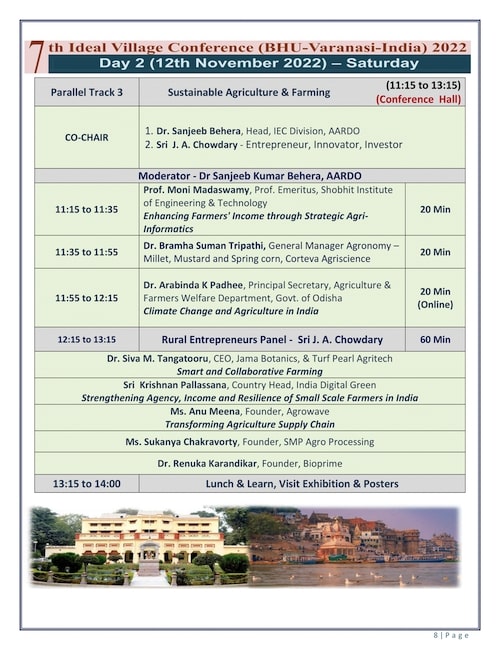 7th Ideal Village Conference (BHU-Varanasi-India) 2022
Day 2 (12th November 2022) – Saturday
Parallel Track 3
Sustainable Agriculture & Farming
(11:15 to 13:15)
(Conference Hall)
CO-CHAIR
1. Dr. Sanjeeb Behera, Head, IEC Division, AARDO
2. Sri J. A. Chowdary - Entrepreneur, Innovator, Investor
Moderator - Dr Sanjeeb Kumar Behera, AARDO
11:15 to 11:35
Prof. Moni Madaswamy, Prof. Emeritus, Shobhit Institute
of Engineering & Technology
Enhancing Farmers' Income through Strategic Agri-
Informatics
20 Min
11:35 to 11:55
Dr. Bramha Suman Tripathi, General Manager Agronomy –
Millet, Mustard and Spring corn, Corteva Agriscience
20 Min
11:55 to 12:15
Dr. Arabinda K Padhee, Principal Secretary, Agriculture &
Farmers Welfare Department, Govt. of Odisha
Climate Change and Agriculture in India
20 Min
(Online)
12:15 to 13:15
Rural Entrepreneurs Panel - Sri J. A. Chowdary
60 Min
Dr. Siva M. Tangatooru, CEO, Jama Botanics, & Turf Pearl Agritech
Smart and Collaborative Farming
Sri Krishnan Pallassana, Country Head, India Digital Green
Strengthening Agency, Income and Resilience of Small Scale Farmers in India
Ms. Anu Meena, Founder, Agrowave
Transforming Agriculture Supply Chain
Ms. Sukanya Chakravorty, Founder, SMP Agro Processing
Dr. Renuka Karandikar, Founder, Bioprime
13:15 to 14:00
Lunch & Learn, Visit Exhibition & Posters
8 | Page